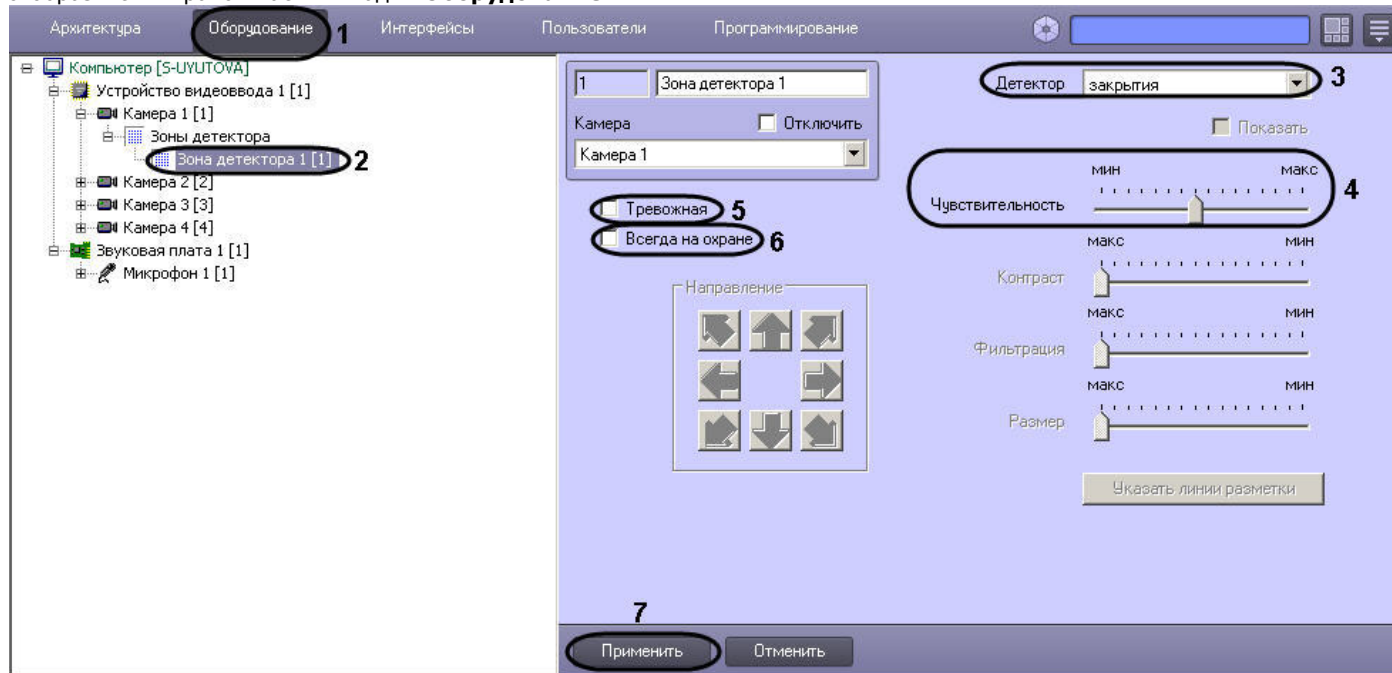 Архитектура Оборудование 1 Интерфейсы Пользователи Программирование
Компьютер [S-UYUTOVA]
Устройство видеоввода 1 [1]
Камера 1 [1]
Зоны детектора
Зона детектора 1 [1] 2
Камера 2 [2]
Камера 3 [3]
Камера 4 [4]
Звуковая плата 1 [1]
Микрофон 1 [1]
1 Зона детектора 1
Камера Отключить
Камера 1
Тревожная 5
Всегда на охране 6
Направление
Детектор закрытия 3
Показать
мин макс
Чувствительность 4
макс мин
Контраст
макс мин
Фильтрация
макс мин
Размер
Указать линии разметки
7
Применить Отменить